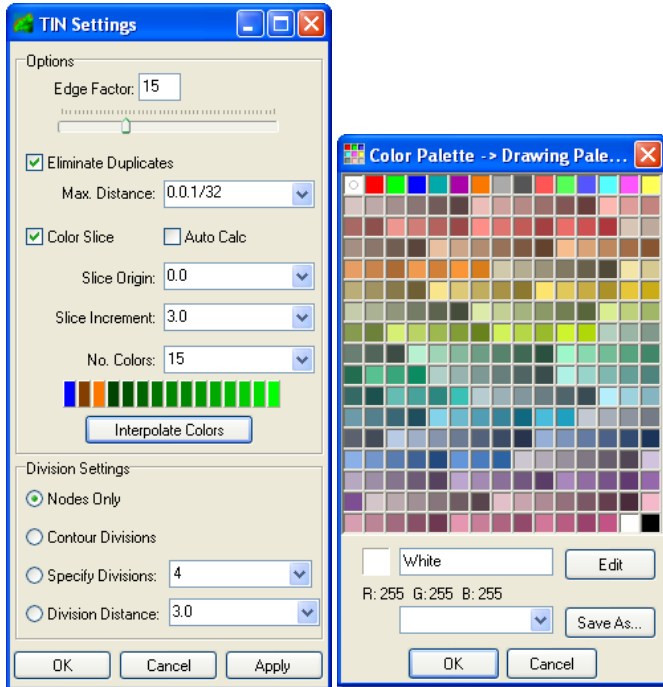 TIN Settings
Options
Edge Factor: 15
Eliminate Duplicates
Max. Distance: 0.0.1/32
Color Slice Auto Calc
Slice Origin: 0.0
Slice Increment: 3.0
No. Colors: 15
Interpolate Colors
Division Settings
Nodes Only
Contour Divisions
Specify Divisions: 4
Division Distance: 3.0
OK Cancel Apply
Color Palette -> Drawing Pale...
White Edit
R: 255 G: 255 B: 255
Save As...
OK Cancel